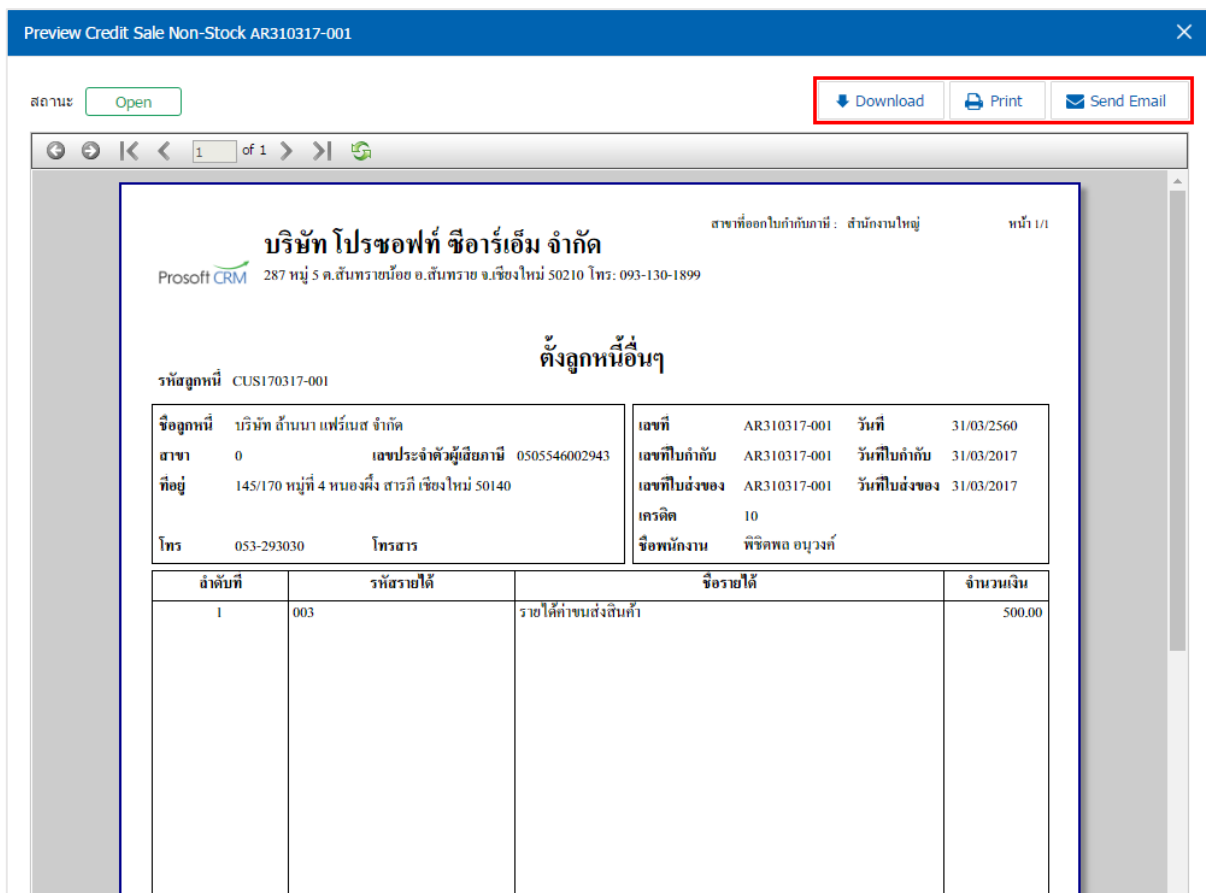 Preview Credit Sale Non-Stock AR310317-001
สถานะ Open Download Print Send Email
1 of 1
สาขาที่ออกใบกำกับภาษี : สำนักงานใหญ่ หน้า 1/1
บริษัท โปรซอฟท์ ซีอาร์เอ็ม จำกัด
Prosoft CRM 287 หมู่ 5 ต.สันทรายน้อย อ.สันทราย จ.เชียงใหม่ 50210 โทร: 093-130-1899
ตั้งลูกหนี้อื่นๆ
รหัสลูกหนี้ CUS170317-001
ชื่อลูกหนี้ บริษัท ล้านนา แฟร์เนส จำกัด เลขที่ AR310317-001 วันที่ 31/03/2560
สาขา 0 เลขประจำตัวผู้เสียภาษี 0505546002943 เลขที่ใบกำกับ AR310317-001 วันที่ใบกำกับ 31/03/2017
ที่อยู่ 145/170 หมู่ที่ 4 หนองผึ้ง สารภี เชียงใหม่ 50140 เลขที่ใบส่งของ AR310317-001 วันที่ใบส่งของ 31/03/2017
เครดิต 10
โทร 053-293030 โทรสาร ชื่อพนักงาน พิชิตพล อนุวงค์
ลำดับที่ รหัสรายได้ ชื่อรายได้ จำนวนเงิน
1 003 รายได้ค่าขนส่งสินค้า 500.00